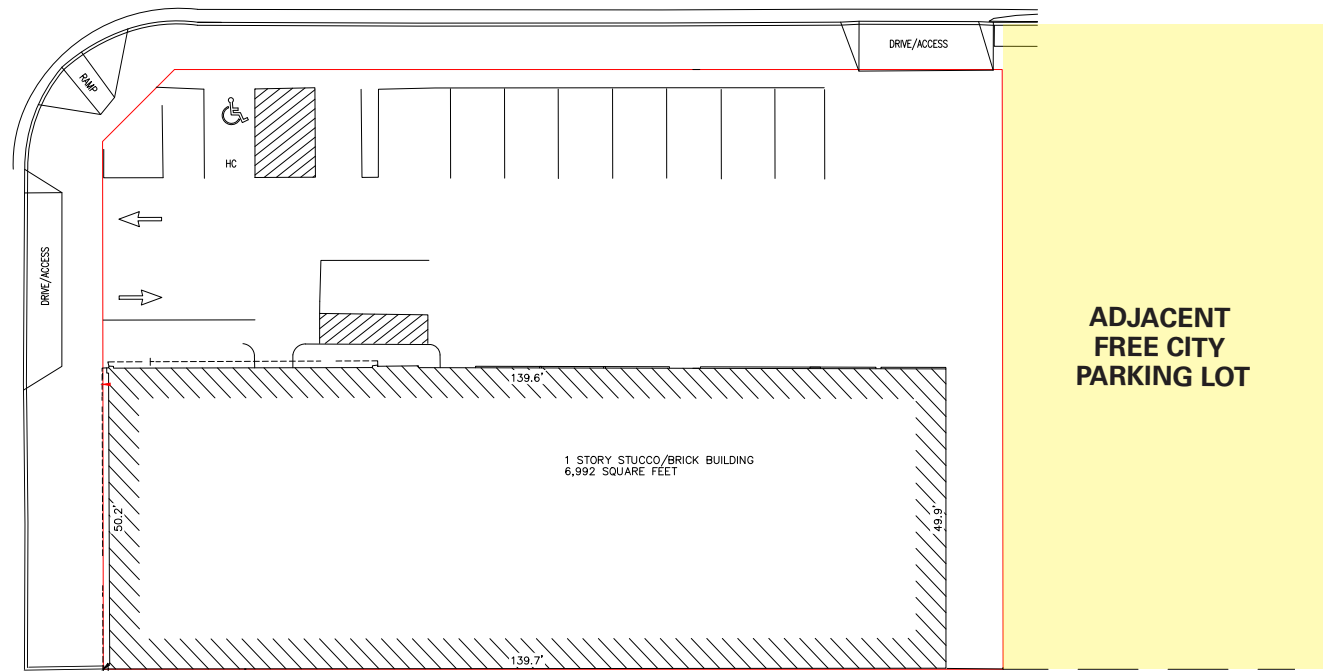 DRIVE/ACCESS
RAMP
HC
DRIVE/ACCESS
ADJACENT
FREE CITY
PARKING LOT
139.6'
1 STORY STUCCO/BRICK BUILDING
6,992 SQUARE FEET
50.2'
49.9'
139.7'